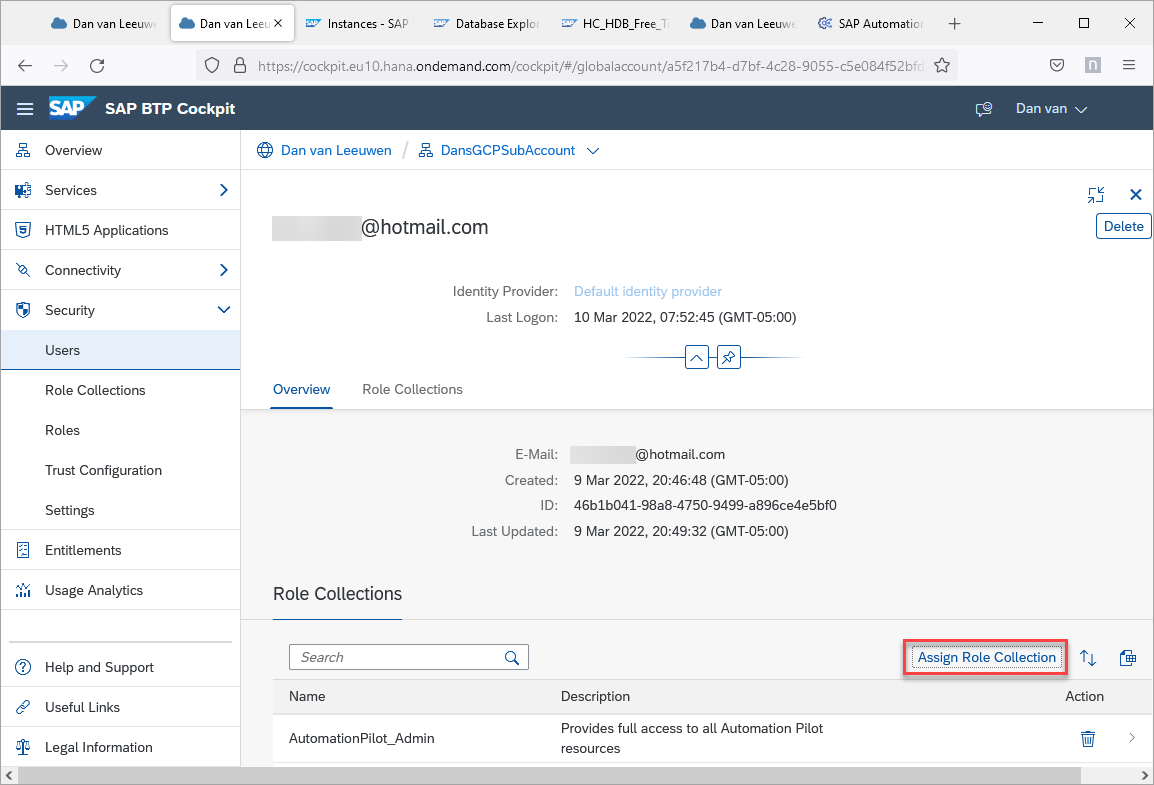 Dan van Leeuwe
Dan van Leeu
Instances - SAP
Database Explor
HC_HDB_Free_Ti
Dan van Leeuwe
SAP Automation
https://cockpit.eu10.hana.ondemand.com/cockpit/#/globalaccount/a5f217b4-d7bf-4c28-9055-c5e084f52bfd
n
SAP SAP BTP Cockpit
Dan van
Overview
Services
HTML5 Applications
Connectivity
Security
Users
Role Collections
Roles
Trust Configuration
Settings
Entitlements
Usage Analytics
Help and Support
Useful Links
Legal Information
Dan van Leeuwen / DansGCPSubAccount
@hotmail.com
Delete
Identity Provider: Default identity provider
Last Logon: 10 Mar 2022, 07:52:45 (GMT-05:00)
Overview Role Collections
E-Mail: @hotmail.com
Created: 9 Mar 2022, 20:46:48 (GMT-05:00)
ID: 46b1b041-98a8-4750-9499-a896ce4e5bf0
Last Updated: 9 Mar 2022, 20:49:32 (GMT-05:00)
Role Collections
Search
Assign Role Collection
Name Description Action
AutomationPilot_Admin
Provides full access to all Automation Pilot
resources